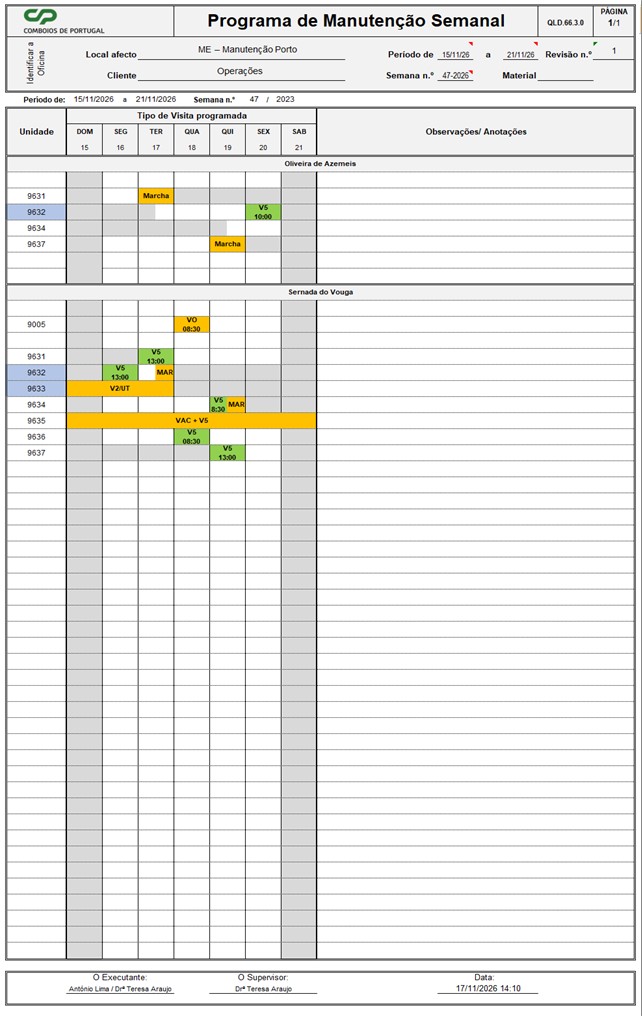 CP
COMBOIOS DE PORTUGAL
Programa de Manutenção Semanal
QLD.66.3.0
PÁGINA
1/1
Identificar a
Oficina
Local afecto
ME – Manutenção Porto
Período de 15/11/26 a 21/11/26 Revisão n.º 1
Cliente
Operações
Semana n.º 47-2026 Material
Período de: 15/11/2026 a 21/11/2026 Semana n.º 47 / 2023
Unidade
Tipo de Visita programada
Observações/ Anotações
DOM SEG TER QUA QUI SEX SAB
15 16 17 18 19 20 21
Oliveira de Azemeis
9631 Marcha
9632 V5
10:00
9634
9637 Marcha
Sernada do Vouga
9005 VO
08:30
9631 V5
13:00
9632 V5
13:00 MAR
9633 V2/UT
9634 V5
8:30 MAR
9635 VAC + V5
9636 V5
08:30
9637 V5
13:00
O Executante: O Supervisor: Data:
António Lima / Drª Teresa Araujo Drª Teresa Araujo 17/11/2026 14:10